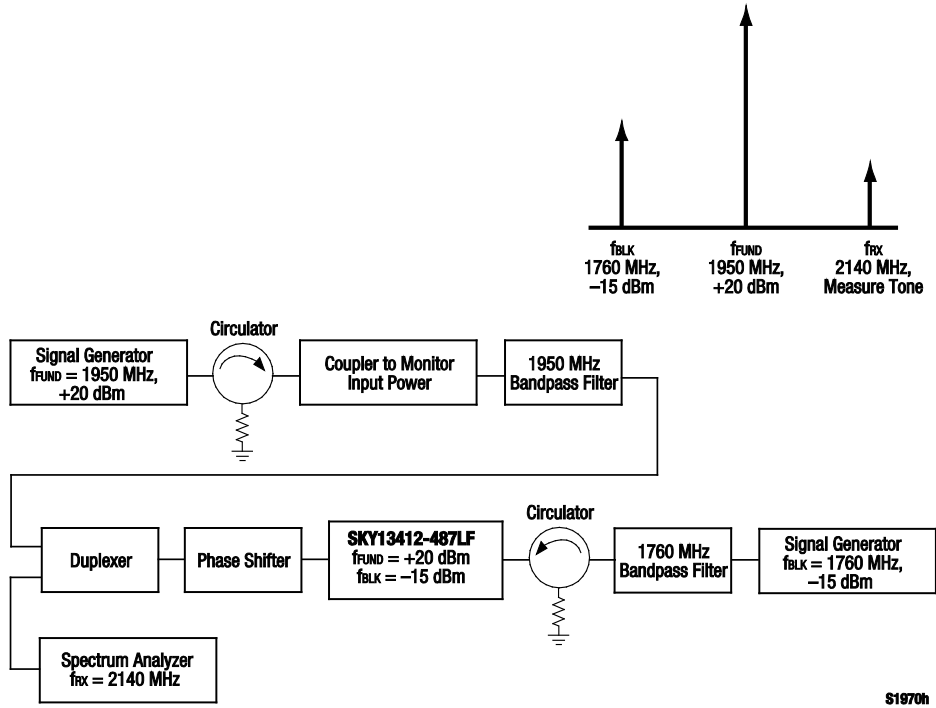 fBLK
1760 MHz,
–15 dBm
fFUND
1950 MHz,
+20 dBm
fRX
2140 MHz,
Measure Tone
Signal Generator
fFUND = 1950 MHz,
+20 dBm
Circulator
Coupler to Monitor
Input Power
1950 MHz
Bandpass Filter
Duplexer
Phase Shifter
SKY13412-487LF
fFUND = +20 dBm
fBLK = –15 dBm
Circulator
1760 MHz
Bandpass Filter
Signal Generator
fBLK = 1760 MHz,
–15 dBm
Spectrum Analyzer
fRX = 2140 MHz
S1970h